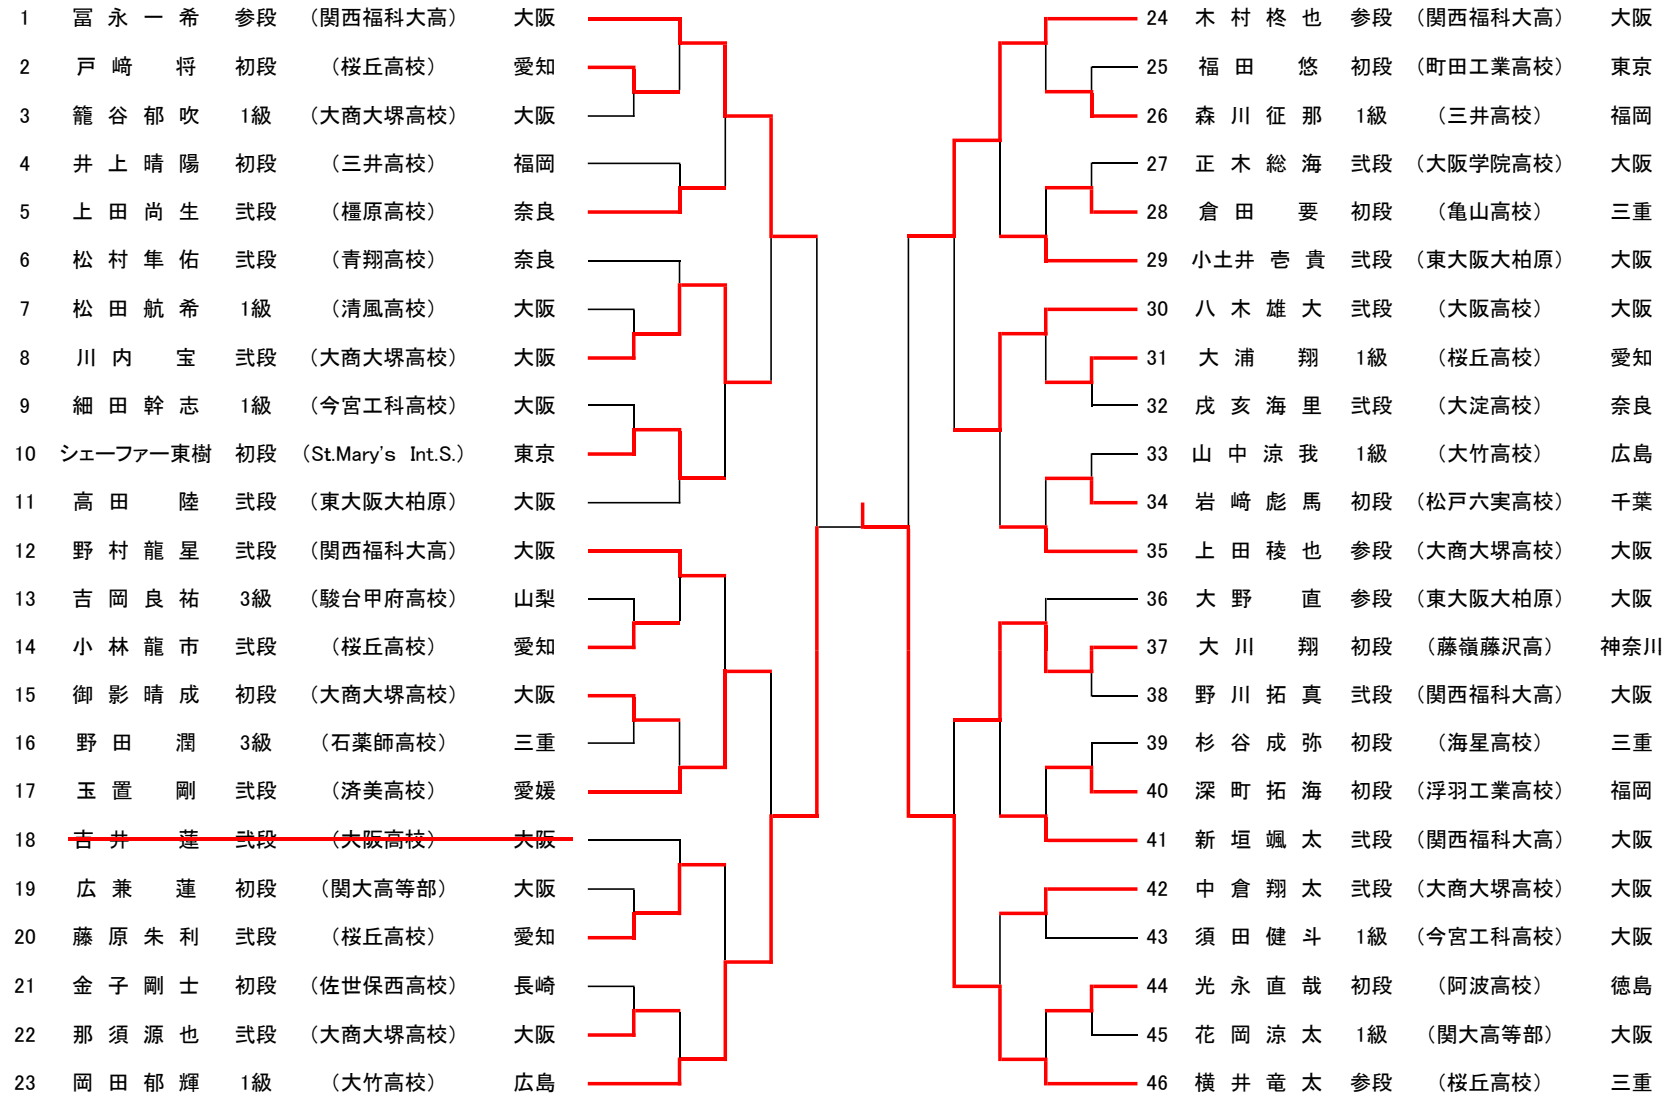 1 冨永一希 参段 (関西福科大高) 大阪
2 戸﨑 将 初段 (桜丘高校) 愛知
3 籠谷郁吹 1級 (大商大堺高校) 大阪
4 井上晴陽 初段 (三井高校) 福岡
5 上田尚生 弐段 (橿原高校) 奈良
6 松村隼佑 弐段 (青翔高校) 奈良
7 松田航希 1級 (清風高校) 大阪
8 川内 宝 弐段 (大商大堺高校) 大阪
9 細田幹志 1級 (今宮工科高校) 大阪
10 シェーファー東樹 初段 (St.Mary's Int.S.) 東京
11 高田 陸 弐段 (東大阪大柏原) 大阪
12 野村龍星 弐段 (関西福科大高) 大阪
13 吉岡良祐 3級 (駿台甲府高校) 山梨
14 小林龍市 弐段 (桜丘高校) 愛知
15 御影晴成 初段 (大商大堺高校) 大阪
16 野田 潤 3級 (石薬師高校) 三重
17 玉置 剛 弐段 (済美高校) 愛媛
18 吉井 蓮 弐段 (大阪高校) 大阪
19 広兼 蓮 初段 (関大高等部) 大阪
20 藤原朱利 弐段 (桜丘高校) 愛知
21 金子剛士 初段 (佐世保西高校) 長崎
22 那須源也 弐段 (大商大堺高校) 大阪
23 岡田郁輝 1級 (大竹高校) 広島
24 木村柊也 参段 (関西福科大高) 大阪
25 福田 悠 初段 (町田工業高校) 東京
26 森川征那 1級 (三井高校) 福岡
27 正木総海 弐段 (大阪学院高校) 大阪
28 倉田 要 初段 (亀山高校) 三重
29 小土井壱貴 弐段 (東大阪大柏原) 大阪
30 八木雄大 弐段 (大阪高校) 大阪
31 大浦 翔 1級 (桜丘高校) 愛知
32 戌亥海里 弐段 (大淀高校) 奈良
33 山中涼我 1級 (大竹高校) 広島
34 岩﨑彪馬 初段 (松戸六実高校) 千葉
35 上田稜也 参段 (大商大堺高校) 大阪
36 大野 直 参段 (東大阪大柏原) 大阪
37 大川 翔 初段 (藤嶺藤沢高) 神奈川
38 野川拓真 弐段 (関西福科大高) 大阪
39 杉谷成弥 初段 (海星高校) 三重
40 深町拓海 初段 (浮羽工業高校) 福岡
41 新垣颯太 弐段 (関西福科大高) 大阪
42 中倉翔太 弐段 (大商大堺高校) 大阪
43 須田健斗 1級 (今宮工科高校) 大阪
44 光永直哉 初段 (阿波高校) 徳島
45 花岡涼太 1級 (関大高等部) 大阪
46 横井竜太 参段 (桜丘高校) 三重